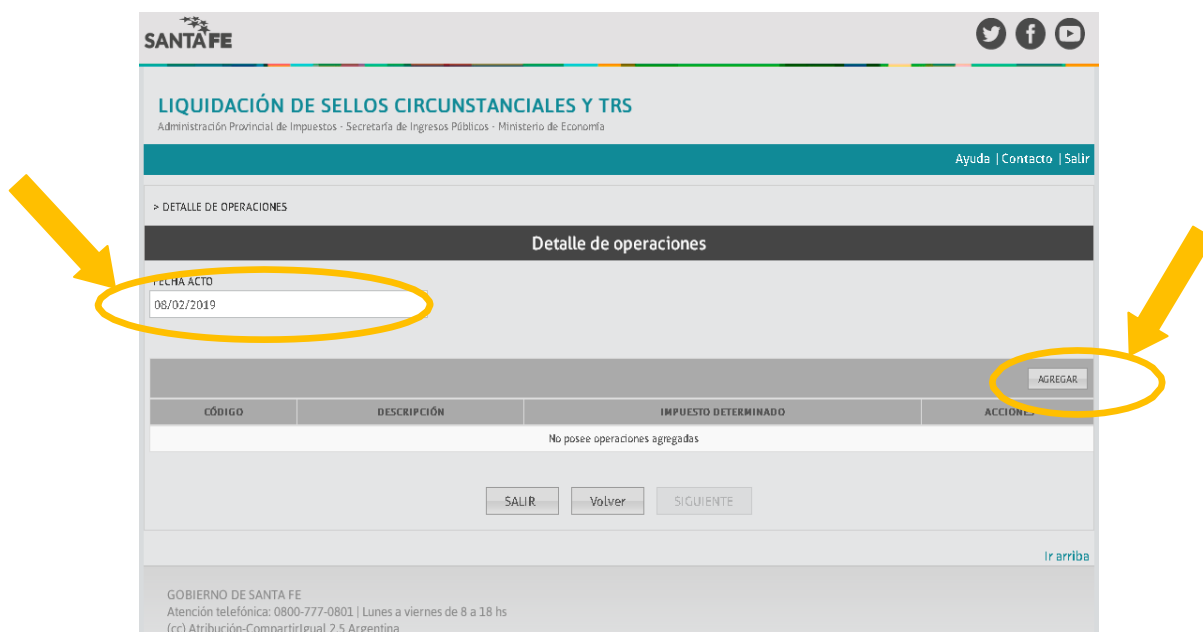 SANTA FE
LIQUIDACIÓN DE SELLOS CIRCUNSTANCIALES Y TRS
Administración Provincial de Impuestos - Secretaría de Ingresos Públicos - Ministerio de Economía
Ayuda | Contacto | Salir
> DETALLE DE OPERACIONES
Detalle de operaciones
FECHA ACTO
08/02/2019
AGREGAR
CÓDIGO DESCRIPCIÓN IMPUESTO DETERMINADO ACCIONES
No posee operaciones agregadas
SALIR Volver SIGUIENTE
Ir arriba
GOBIERNO DE SANTA FE
Atención telefónica: 0800-777-0801 | Lunes a viernes de 8 a 18 hs
(cc) Atribución-CompartirIgual 2.5 Argentina